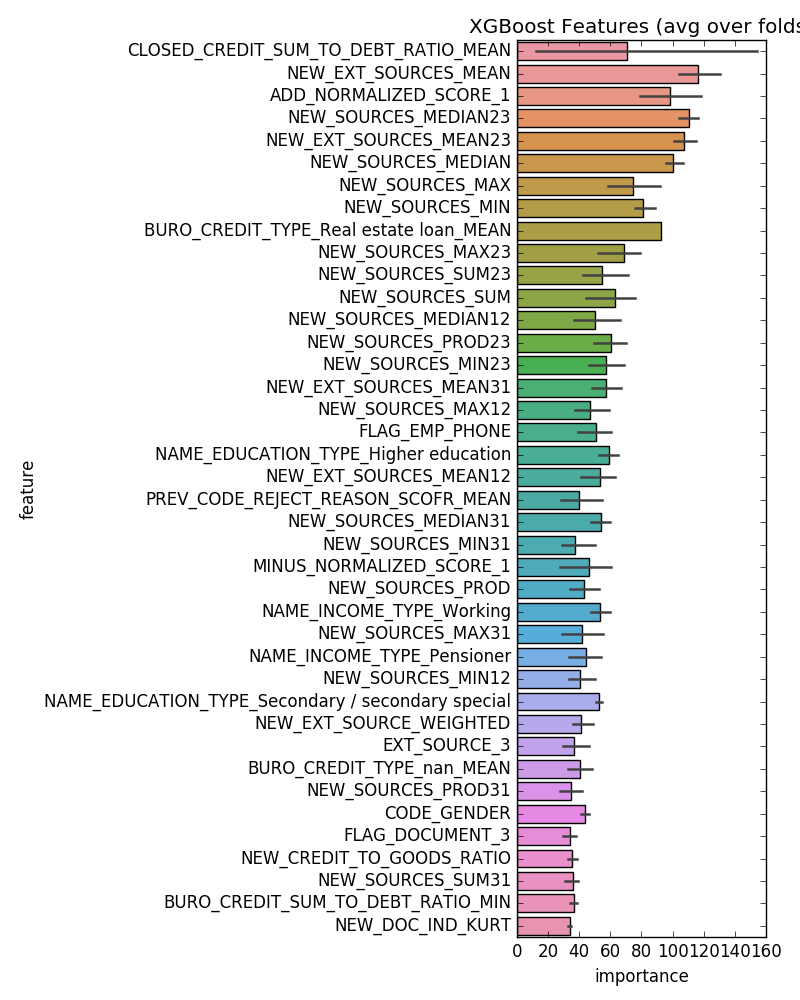 XGBoost Features (avg over folds
CLOSED_CREDIT_SUM_TO_DEBT_RATIO_MEAN
NEW_EXT_SOURCES_MEAN
ADD_NORMALIZED_SCORE_1
NEW_SOURCES_MEDIAN23
NEW_EXT_SOURCES_MEAN23
NEW_SOURCES_MEDIAN
NEW_SOURCES_MAX
NEW_SOURCES_MIN
BURO_CREDIT_TYPE_Real estate loan_MEAN
NEW_SOURCES_MAX23
NEW_SOURCES_SUM23
NEW_SOURCES_SUM
NEW_SOURCES_MEDIAN12
NEW_SOURCES_PROD23
NEW_SOURCES_MIN23
NEW_EXT_SOURCES_MEAN31
NEW_SOURCES_MAX12
FLAG_EMP_PHONE
NAME_EDUCATION_TYPE_Higher education
NEW_EXT_SOURCES_MEAN12
PREV_CODE_REJECT_REASON_SCOFR_MEAN
NEW_SOURCES_MEDIAN31
NEW_SOURCES_MIN31
MINUS_NORMALIZED_SCORE_1
NEW_SOURCES_PROD
NAME_INCOME_TYPE_Working
NEW_SOURCES_MAX31
NAME_INCOME_TYPE_Pensioner
NEW_SOURCES_MIN12
NAME_EDUCATION_TYPE_Secondary / secondary special
NEW_EXT_SOURCE_WEIGHTED
EXT_SOURCE_3
BURO_CREDIT_TYPE_nan_MEAN
NEW_SOURCES_PROD31
CODE_GENDER
FLAG_DOCUMENT_3
NEW_CREDIT_TO_GOODS_RATIO
NEW_SOURCES_SUM31
BURO_CREDIT_SUM_TO_DEBT_RATIO_MIN
NEW_DOC_IND_KURT
feature
0 20 40 60 80 100 120 140 160
importance